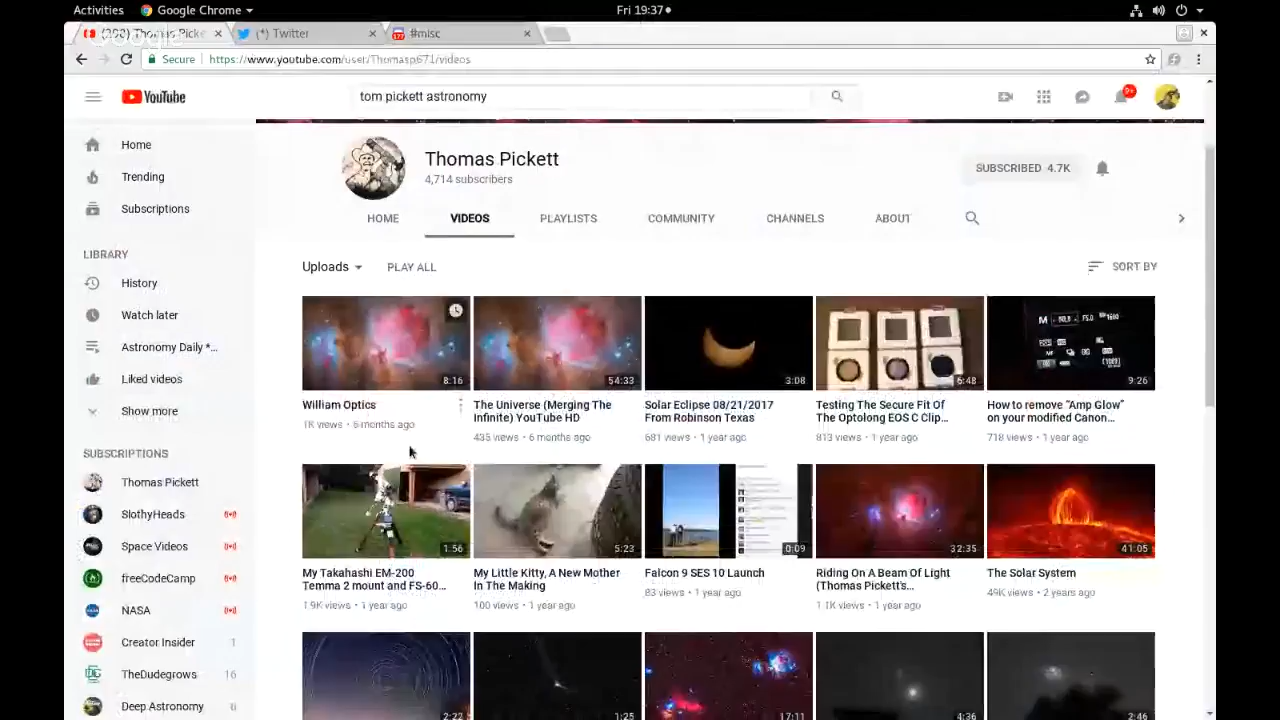 Activities Google Chrome Fri 19:37
Thomas Picke (*) Twitter #misc
Secure https://www.youtube.com/user/Thomasp671/videos
YouTube tom pickett astronomy 9+
Home
Trending
Subscriptions
LIBRARY
History
Watch later
Astronomy Daily *...
Liked videos
Show more
SUBSCRIPTIONS
Thomas Pickett
SlothyHeads
Space Videos
freeCodeCamp
NASA
Creator Insider 1
TheDudegrows 16
Deep Astronomy
Thomas Pickett
4,714 subscribers
SUBSCRIBED 4.7K
HOME VIDEOS PLAYLISTS COMMUNITY CHANNELS ABOUT
Uploads PLAY ALL SORT BY
8:16 54:33 3:08 6:48 9:26
William Optics
1K views • 6 months ago
The Universe (Merging The
Infinite) YouTube HD
435 views • 6 months ago
Solar Eclipse 08/21/2017
From Robinson Texas
681 views • 1 year ago
Testing The Secure Fit Of
The Optolong EOS C Clip...
813 views • 1 year ago
How to remove "Amp Glow"
on your modified Canon...
718 views • 1 year ago
1:56 5:23 0:09 32:35 41:05
My Takahashi EM-200
Temma 2 mount and FS-60...
1.9K views • 1 year ago
My Little Kitty, A New Mother
In The Making
100 views • 1 year ago
Falcon 9 SES 10 Launch
83 views • 1 year ago
Riding On A Beam Of Light
(Thomas Pickett's...
1.1K views • 1 year ago
The Solar System
49K views • 2 years ago
2:22 1:25 17:11 4:36 2:46